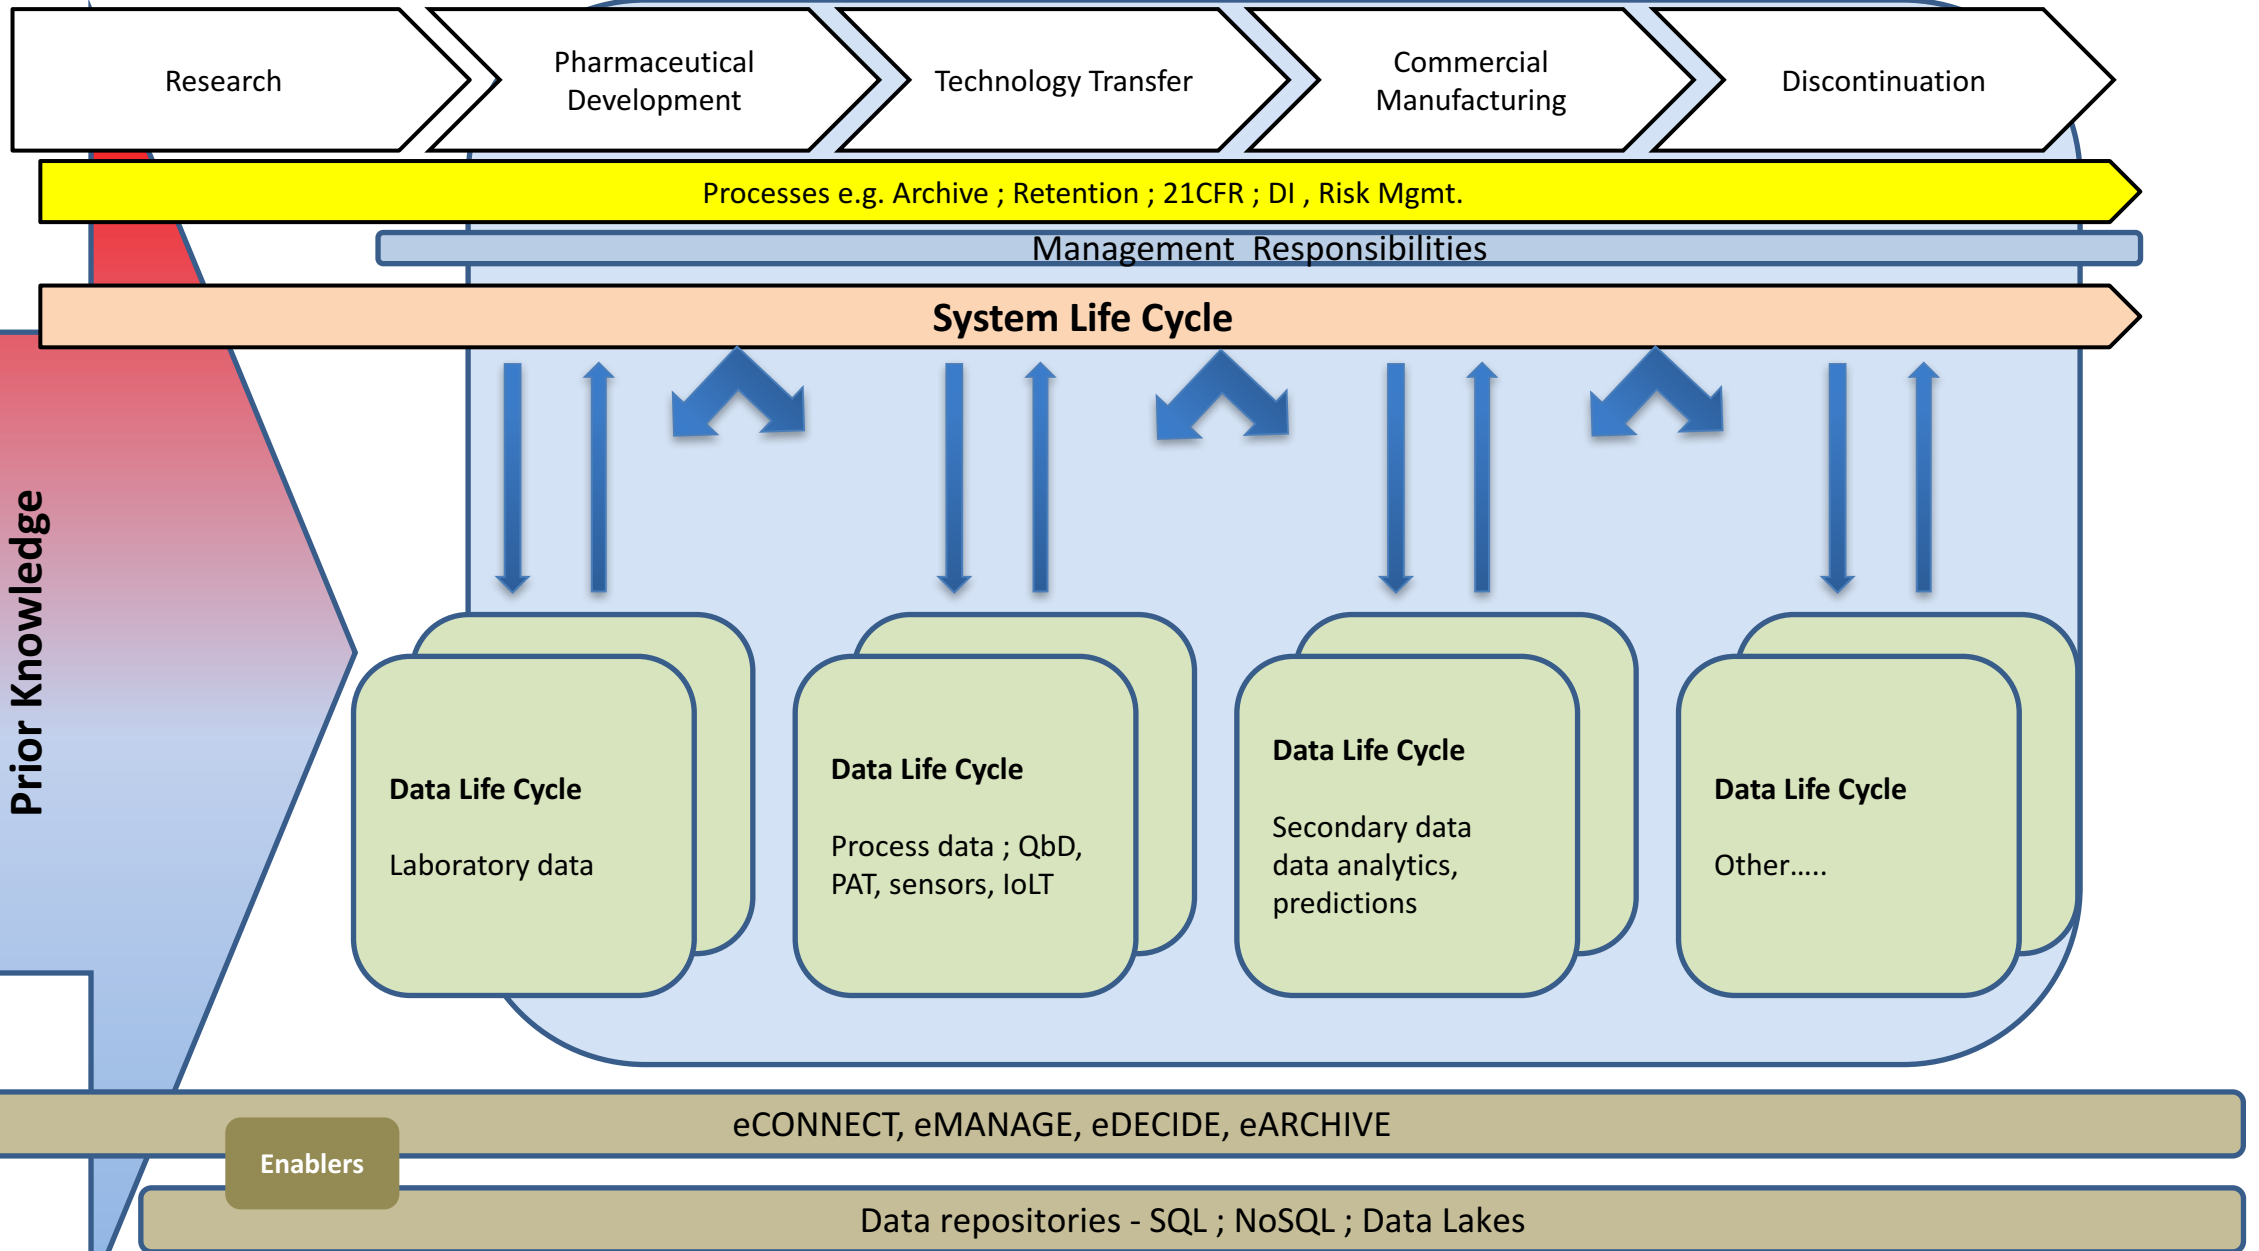 Research
Pharmaceutical
Development
Technology Transfer
Commercial
Manufacturing
Discontinuation
Processes e.g. Archive ; Retention ; 21CFR ; DI , Risk Mgmt.
Management  Responsibilities
System Life Cycle
Prior Knowledge
Data Life Cycle
Laboratory data
Data Life Cycle
Process data ; QbD,
PAT, sensors, IoLT
Data Life Cycle
Secondary data
data analytics,
predictions
Data Life Cycle
Other.....
eCONNECT, eMANAGE, eDECIDE, eARCHIVE
Enablers
Data repositories - SQL ; NoSQL ; Data Lakes